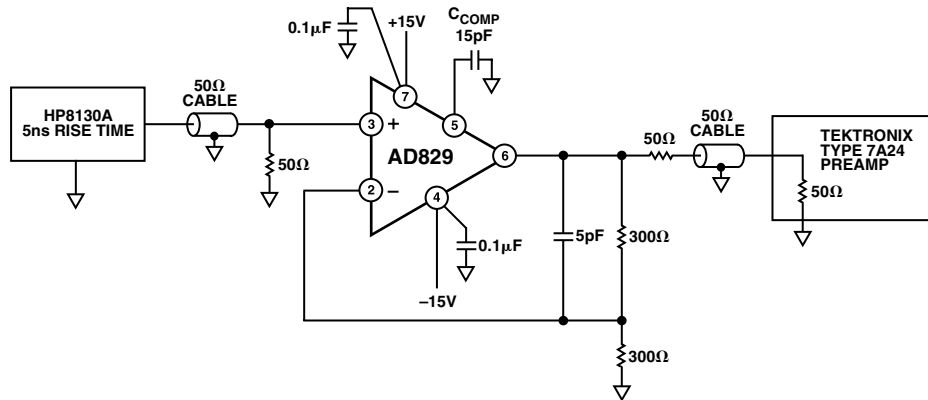 0.1μF
+15V
CCOMP
15pF
50Ω
CABLE
HP8130A
5ns RISE TIME
7
5
50Ω
3
+
AD829
6
2
−
4
0.1μF
−15V
5pF
300Ω
300Ω
50Ω
50Ω
CABLE
TEKTRONIX
TYPE 7A24
PREAMP
50Ω